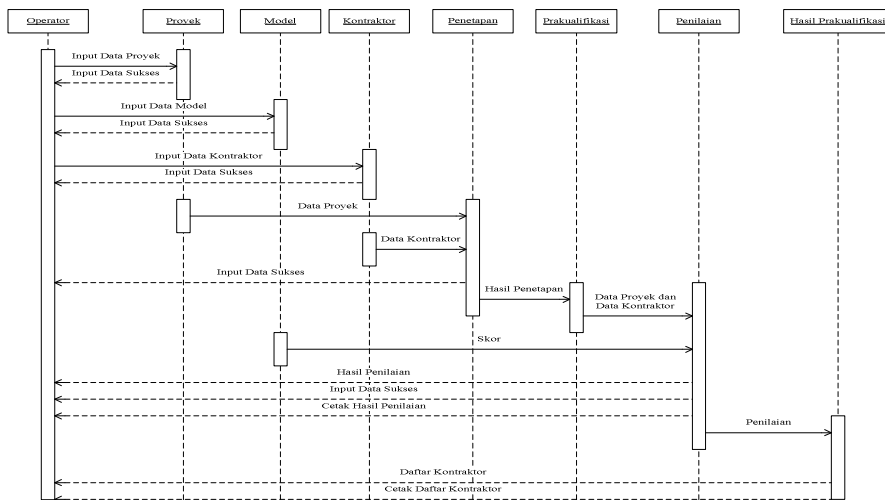 Operator
Proyek
Model
Kontraktor
Penetapan
Prakualifikasi
Penilaian
Hasil Prakualifikasi
Input Data Proyek
Input Data Sukses
Input Data Model
Input Data Sukses
Input Data Kontraktor
Input Data Sukses
Data Proyek
Data Kontraktor
Input Data Sukses
Hasil Penetapan
Data Proyek dan
Data Kontraktor
Skor
Hasil Penilaian
Input Data Sukses
Cetak Hasil Penilaian
Penilaian
Daftar Kontraktor
Cetak Daftar Kontraktor